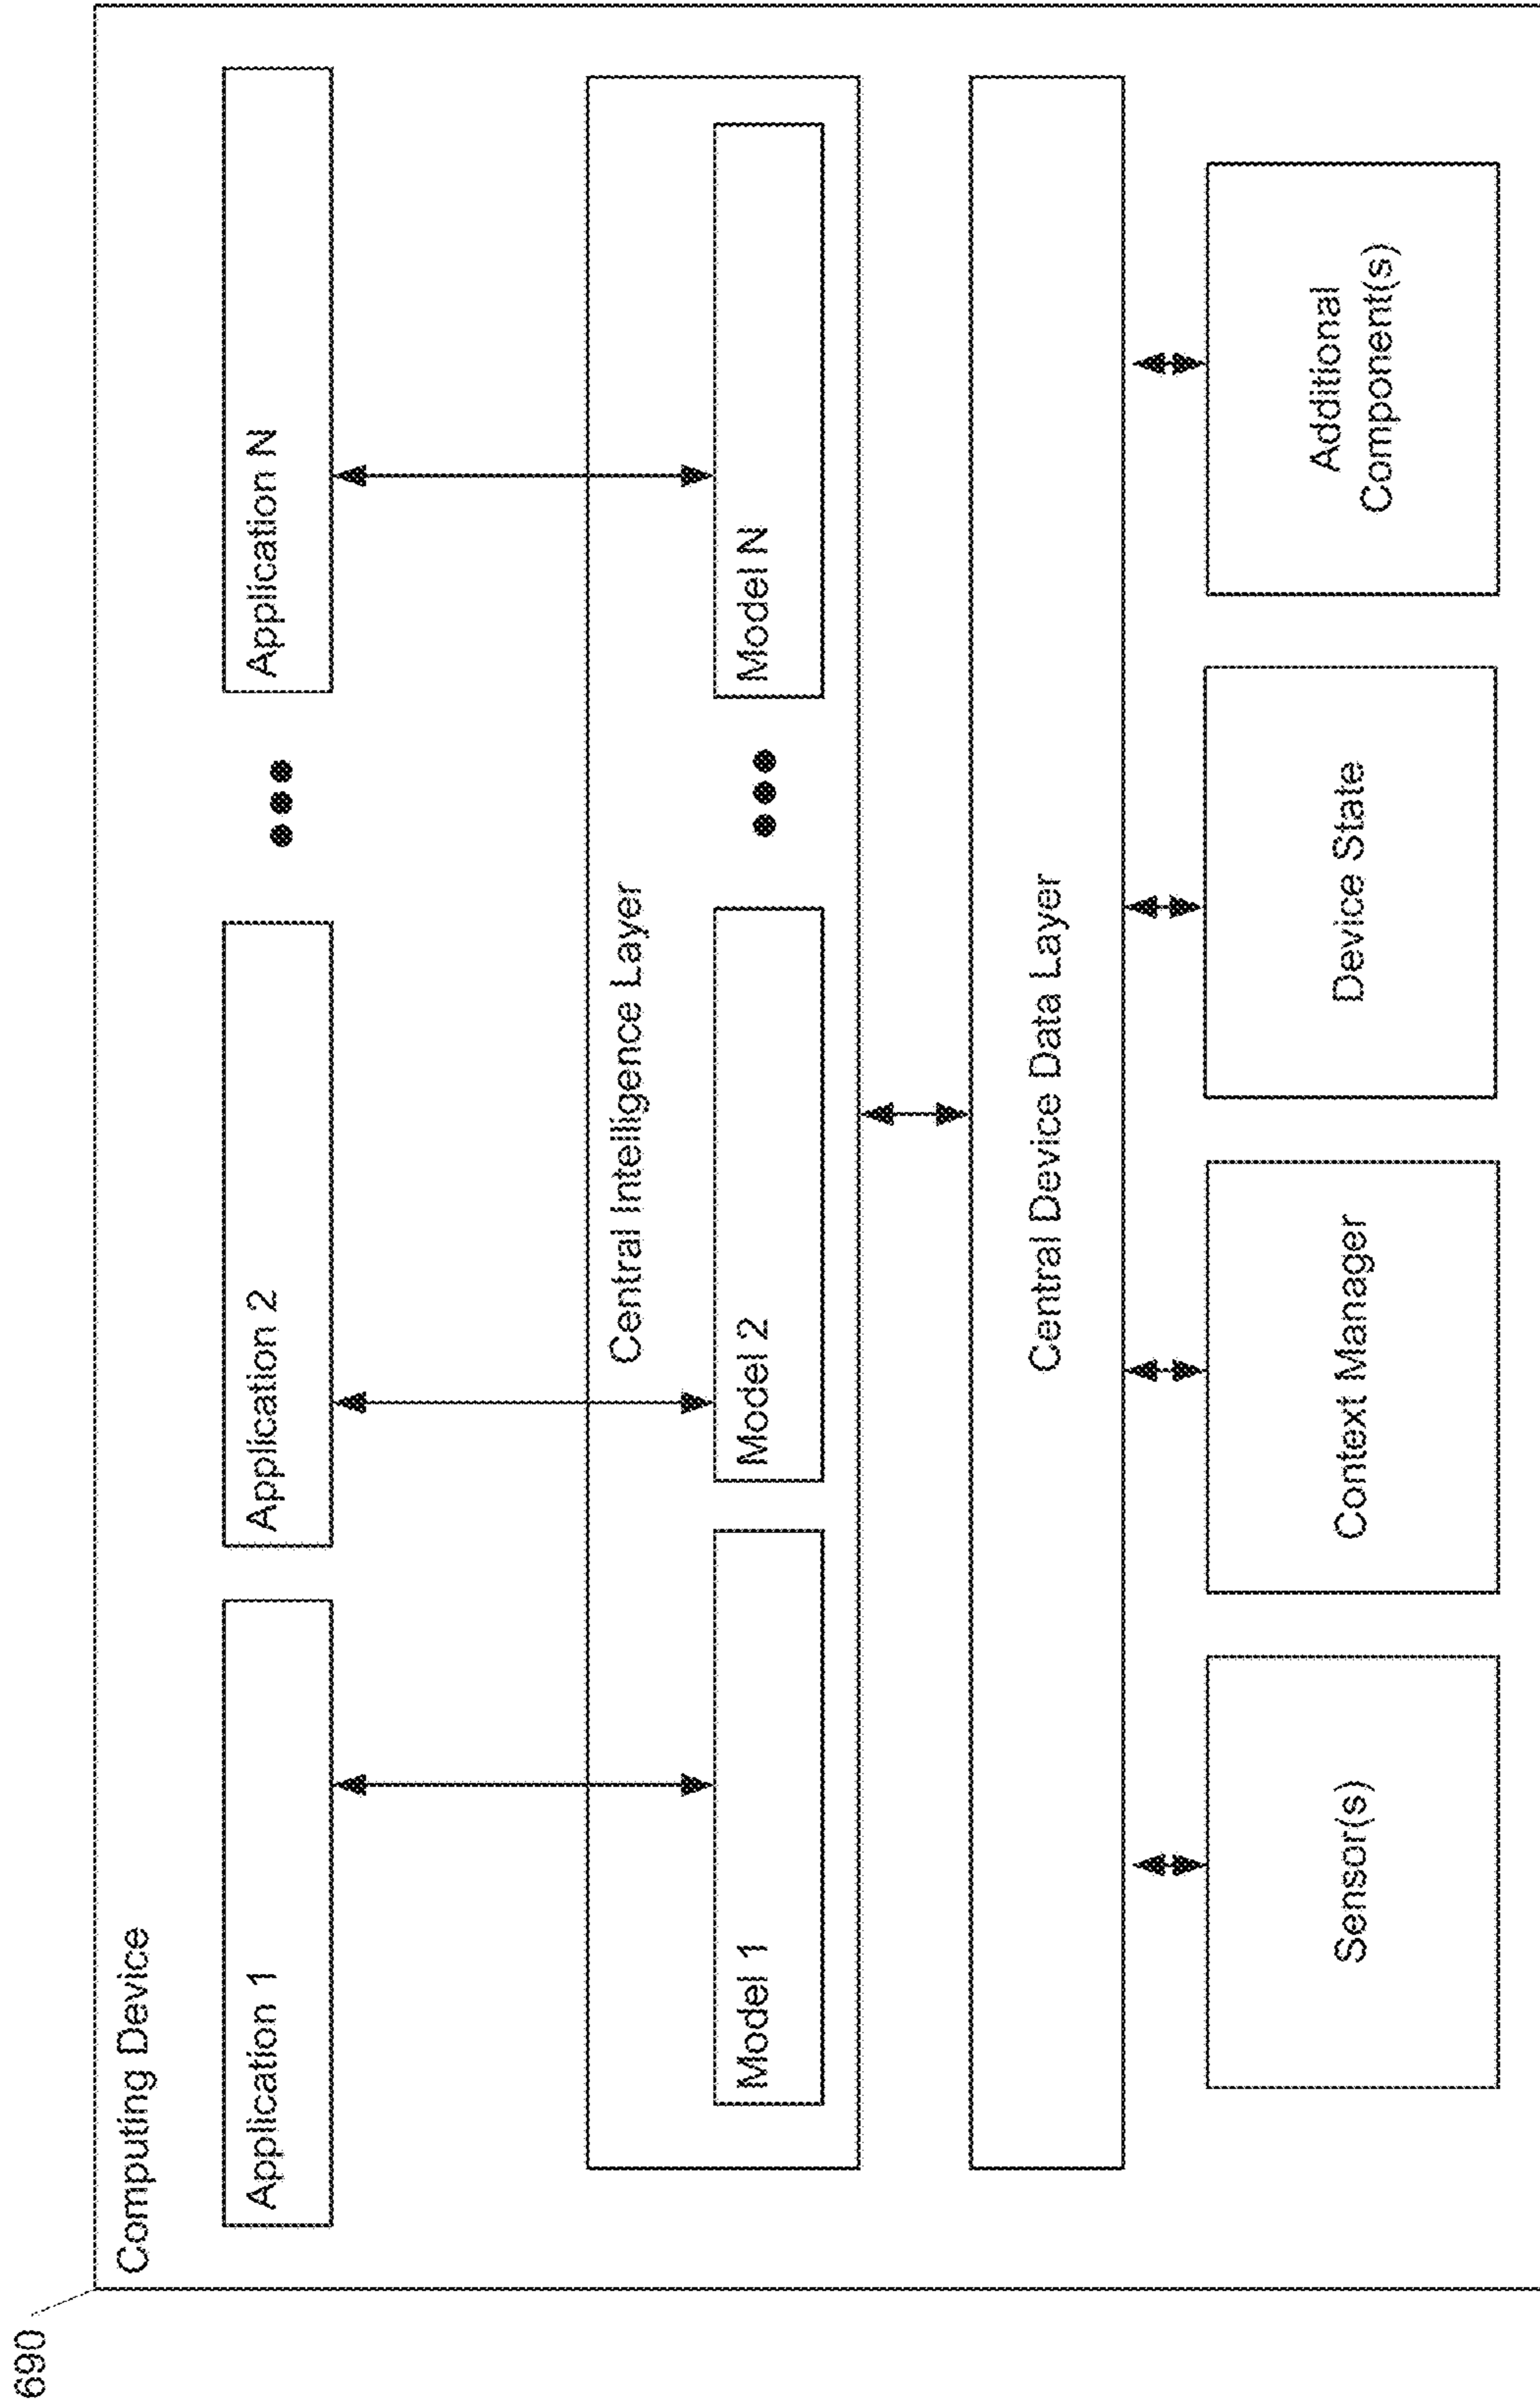 690
Computing Device
Application 1
Application 2
Application N
Central Intelligence Layer
Model 1
Model 2
Model N
Central Device Data Layer
Sensor(s)
Context Manager
Device State
Additional
Component(s)